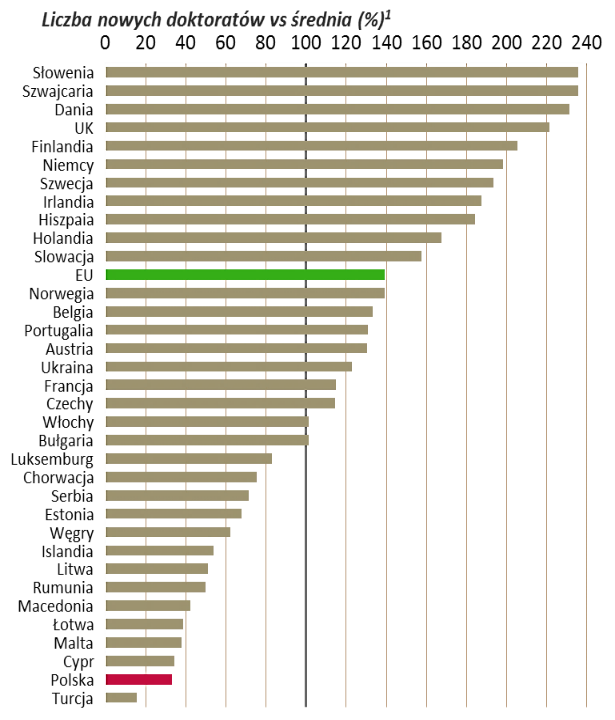 Liczba nowych doktoratów vs średnia (%)¹
0 20 40 60 80 100 120 140 160 180 200 220 240
Słowenia
Szwajcaria
Dania
UK
Finlandia
Niemcy
Szwecja
Irlandia
Hiszpaia
Holandia
Slowacja
EU
Norwegia
Belgia
Portugalia
Austria
Ukraina
Francja
Czechy
Włochy
Bułgaria
Luksemburg
Chorwacja
Serbia
Estonia
Węgry
Islandia
Litwa
Rumunia
Macedonia
Łotwa
Malta
Cypr
Polska
Turcja